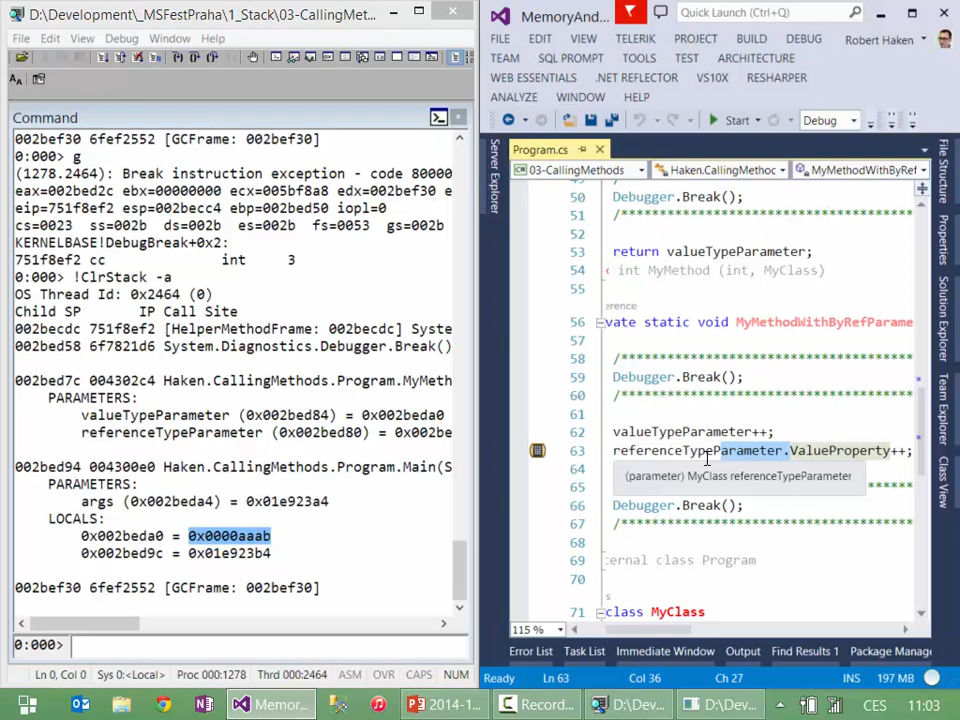 D:\Development\_MSFestPraha\1_Stack\03-CallingMet...
File Edit View Debug Window Help
Command
002bef30 6fef2552 [GCFrame: 002bef30]
0:000> g
(1278.2464): Break instruction exception - code 80000
eax=002bed2c ebx=00000000 ecx=005bf8a8 edx=002bef30 e
eip=751f8ef2 esp=002becc4 ebp=002bed50 iopl=0
cs=0023 ss=002b ds=002b es=002b fs=0053 gs=002b
KERNELBASE!DebugBreak+0x2:
751f8ef2 cc int 3
0:000> !ClrStack -a
OS Thread Id: 0x2464 (0)
Child SP IP Call Site
002becdc 751f8ef2 [HelperMethodFrame: 002becdc] Syste
002bed58 6f7821d6 System.Diagnostics.Debugger.Break()
002bed7c 004302c4 Haken.CallingMethods.Program.MyMeth
PARAMETERS:
valueTypeParameter (0x002bed84) = 0x002beda0
referenceTypeParameter (0x002bed80) = 0x002be
002bed94 004300e0 Haken.CallingMethods.Program.Main(S
PARAMETERS:
args (0x002beda4) = 0x01e923a4
LOCALS:
0x002beda0 = 0x0000aaab
0x002bed9c = 0x01e923b4
002bef30 6fef2552 [GCFrame: 002bef30]
0:000>
Ln 0, Col 0 Sys 0:<Local> Proc 000:1278 Thrd 000:2464 ASM OVR CAPS NUM
MemoryAnd...
Quick Launch (Ctrl+Q)
FILE EDIT VIEW TELERIK PROJECT BUILD DEBUG Robert Haken
TEAM SQL PROMPT TOOLS TEST ARCHITECTURE
WEB ESSENTIALS .NET REFLECTOR VS10X RESHARPER
ANALYZE WINDOW HELP
Start Debug
Program.cs
03-CallingMethods Haken.CallingMethoc MyMethodWithByRef
Server Explorer
50 Debugger.Break();
51 /***********************************
52
53 return valueTypeParameter;
54 < int MyMethod (int, MyClass)
55
erence
56 vate static void MyMethodWithByRefParame
57
58 /***********************************
59 Debugger.Break();
60 /***********************************
61
62 valueTypeParameter++;
63 referenceTypeParameter.ValueProperty++;
64
(parameter) MyClass referenceTypeParameter
66 Debugger.Break();
67 /***********************************
68
69 ternal class Program
70
s
71 class MyClass
115 %
File Structure
Properties
Solution Explorer
Team Explorer
Class View
Error List Task List Immediate Window Output Find Results 1 Package Manag
Ready Ln 63 Col 36 Ch 27 INS 197 MB
Memor... 2014-1... Record... D:\Dev... D:\Dev... CES 11:03